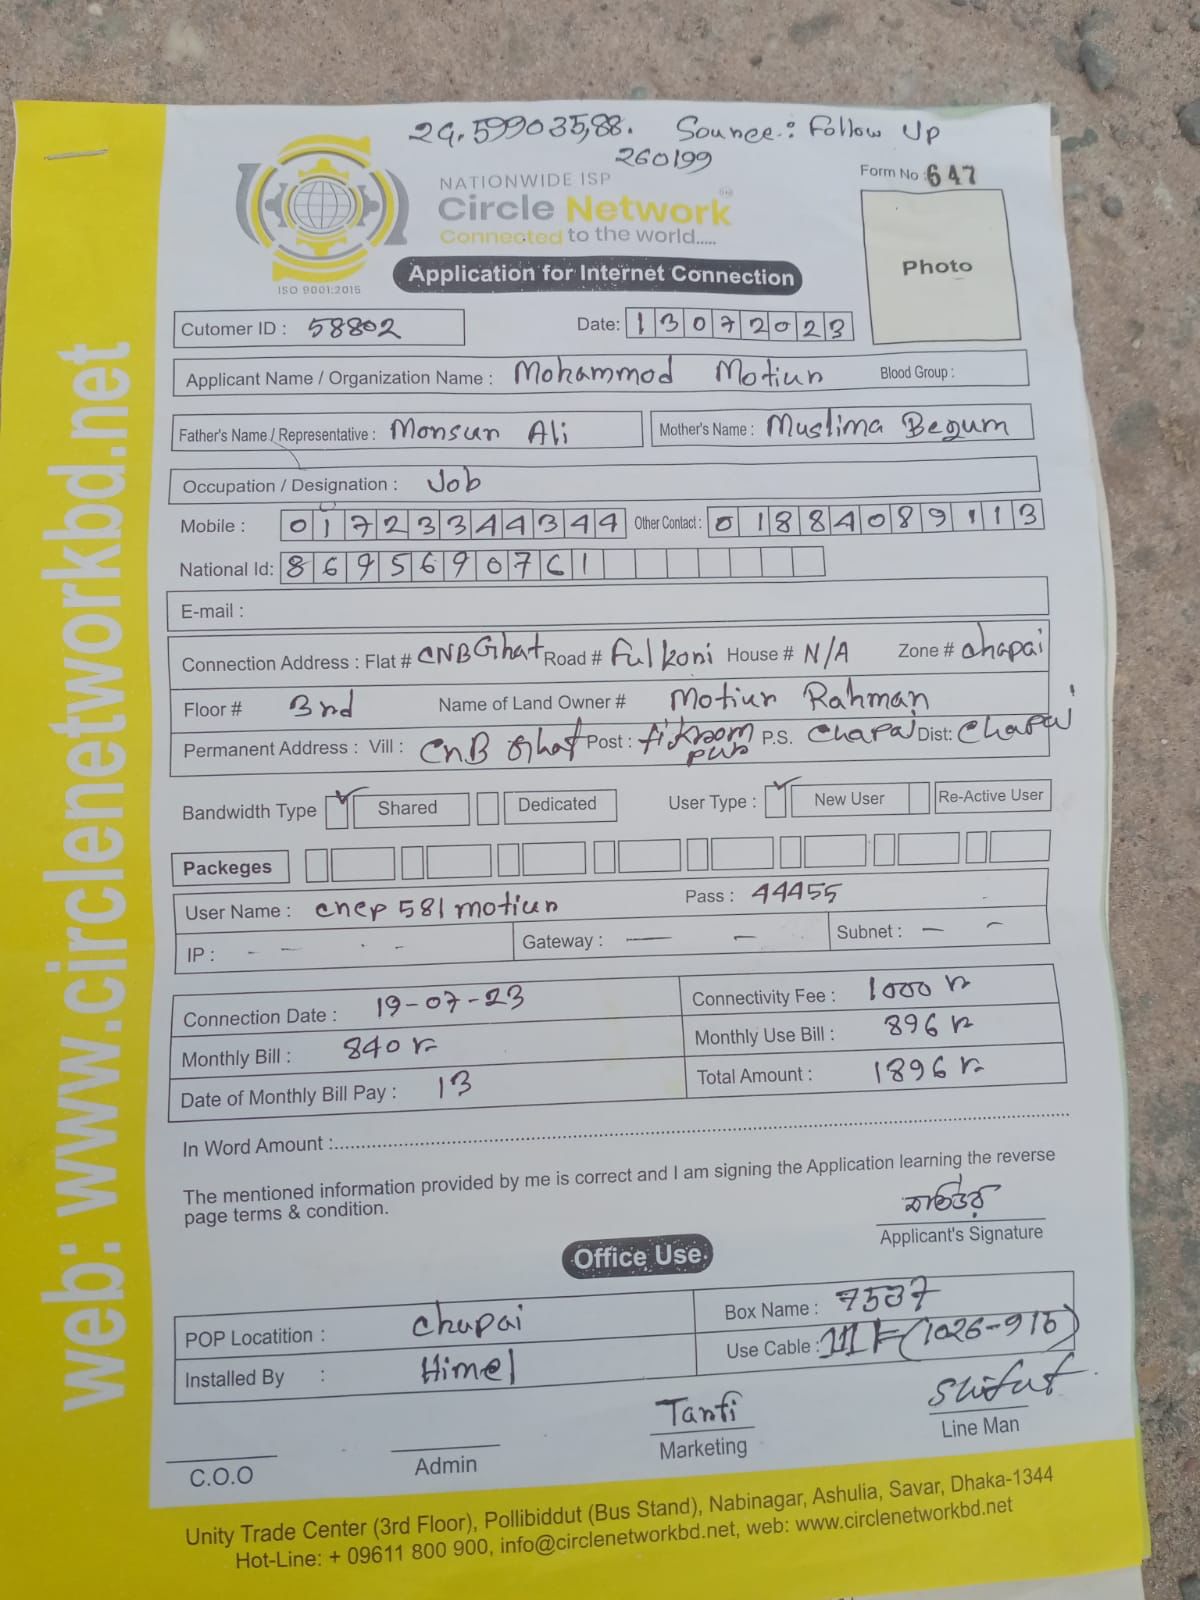 24.599035,88. Source: Follow Up
260199
NATIONWIDE ISP
Form No : 647
Circle Network
Connected to the world.....
ISO 9001:2015
Application for Internet Connection
Photo
Cutomer ID : 58802 Date: 13072023
Applicant Name / Organization Name : Mohammod Motiur Blood Group :
Father's Name / Representative : Monsur Ali Mother's Name : Muslima Begum
Occupation / Designation : Job
Mobile : 01723344344 Other Contact : 01884089113
National Id: 8695690761
E-mail :
Connection Address : Flat # CNB Ghat Road # Fulkoni House # N/A Zone # Chapai
Floor # 3rd Name of Land Owner # Motiur Rahman
Permanent Address : Vill : CnB Ghat Post : P.S. Chapai Dist: Chapai
Bandwidth Type Shared Dedicated User Type : New User Re-Active User
Packeges
User Name : cncp 581 motiur Pass : 44455
IP : Gateway : Subnet :
Connection Date : 19-07-23 Connectivity Fee : 1000
Monthly Bill : 840 Monthly Use Bill : 896
Date of Monthly Bill Pay : 13 Total Amount : 1896
In Word Amount :
The mentioned information provided by me is correct and I am signing the Application learning the reverse
page terms & condition.
মতিউর
Applicant's Signature
Office Use
POP Locatition : Chapai Box Name : 7537
Installed By : Himel Use Cable : (1026-915)
Tanfi Shifut
C.O.O Admin Marketing Line Man
Unity Trade Center (3rd Floor), Pollibiddut (Bus Stand), Nabinagar, Ashulia, Savar, Dhaka-1344
Hot-Line: + 09611 800 900, info@circlenetworkbd.net, web: www.circlenetworkbd.net
web: www.circlenetworkbd.net